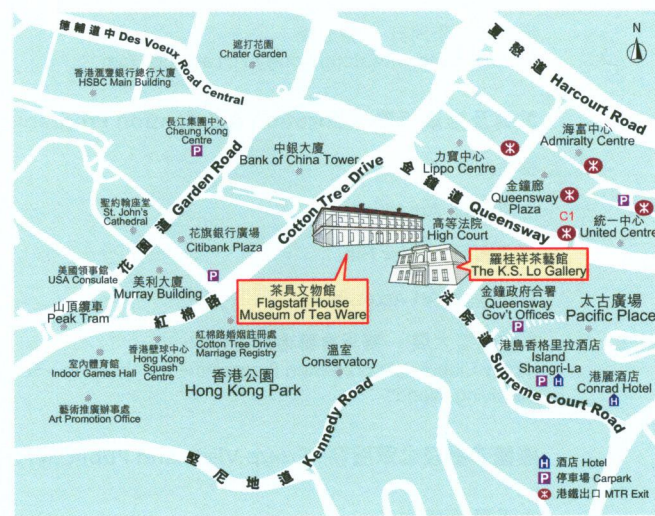 德輔道中 Des Voeux Road Central
遮打花園
Chater Garden
夏慤道 Harcourt Road
N
香港滙豐銀行總行大廈
HSBC Main Building
長江集團中心
Cheung Kong
Centre
P
中銀大廈
Bank of China Tower
力寶中心
Lippo Centre
海富中心
Admiralty Centre
金鐘道 Queensway
金鐘廊
Queensway
Plaza
C1
P
統一中心
United Centre
聖約翰座堂
St. John's
Cathedral
花園道 Garden Road
花旗銀行廣場
Citibank Plaza
Cotton Tree Drive
紅棉路
高等法院
High Court
羅桂祥茶藝館
The K.S. Lo Gallery
美國領事館
USA Consulate
美利大廈
Murray Building
P
山頂纜車
Peak Tram
茶具文物館
Flagstaff House
Museum of Tea Ware
金鐘政府合署
Queensway
Gov't Offices
P
太古廣場
Pacific Place
法院道 Supreme Court Road
室內體育館
Indoor Games Hall
香港壁球中心
Hong Kong
Squash
Centre
紅棉路婚姻註冊處
Cotton Tree Drive
Marriage Registry
溫室
Conservatory
香港公園
Hong Kong Park
港島香格里拉酒店
Island
Shangri-La
P H
港麗酒店
Conrad Hotel
H
藝術推廣辦事處
Art Promotion Office
堅尼地道 Kennedy Road
H 酒店 Hotel
P 停車場 Carpark
港鐵出口 MTR Exit